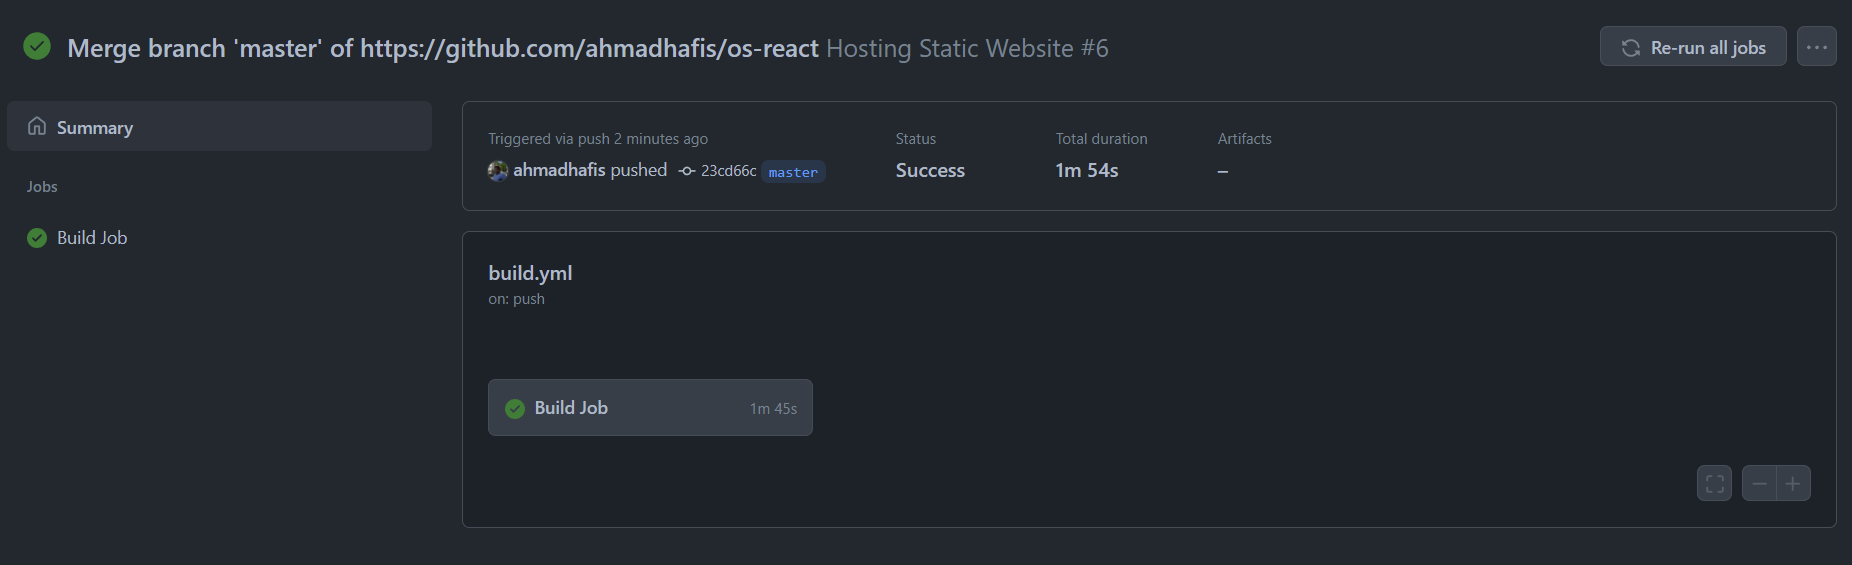 Merge branch 'master' of https://github.com/ahmadhafis/os-react Hosting Static Website #6
Re-run all jobs
Summary
Jobs
Build Job
Triggered via push 2 minutes ago
ahmadhafis pushed 23cd66c master
Status
Success
Total duration
1m 54s
Artifacts
–
build.yml
on: push
Build Job 1m 45s